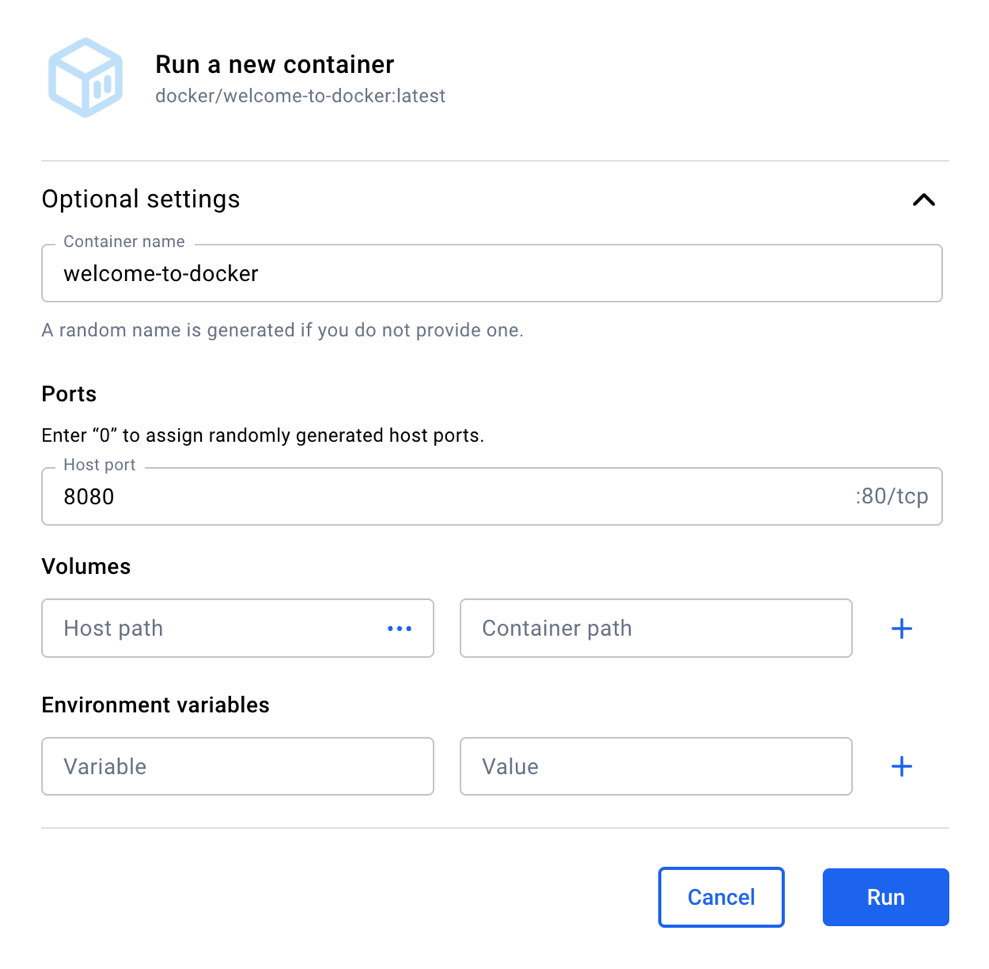 Run a new container
docker/welcome-to-docker:latest
Optional settings
Container name
welcome-to-docker
A random name is generated if you do not provide one.
Ports
Enter “0” to assign randomly generated host ports.
Host port
8080 :80/tcp
Volumes
Host path ••• Container path +
Environment variables
Variable Value +
Cancel Run